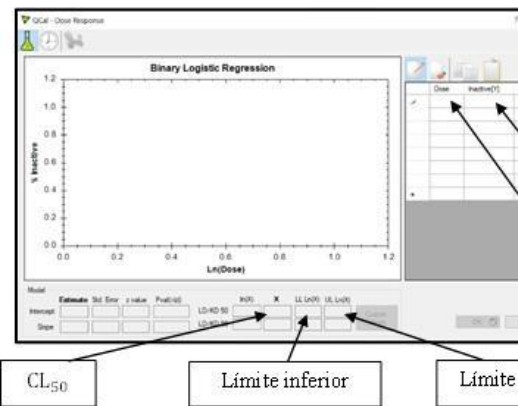 QCal - Dose Response
Binary Logistic Regression
1.2
1.0
0.8
0.6
0.4
0.2
0.0
% Inactive
0.0 0.2 0.4 0.6 0.8 1.0 1.2
Ln(Dose)
Dose Inactive[Y]
Model
Estimate Std. Error z value Pval(>|z|) ln(X) X LL Ln(X) UL Ln(X)
Intercept LD-KD 50
Slope LD-KD
CL₅₀ Límite inferior Límite